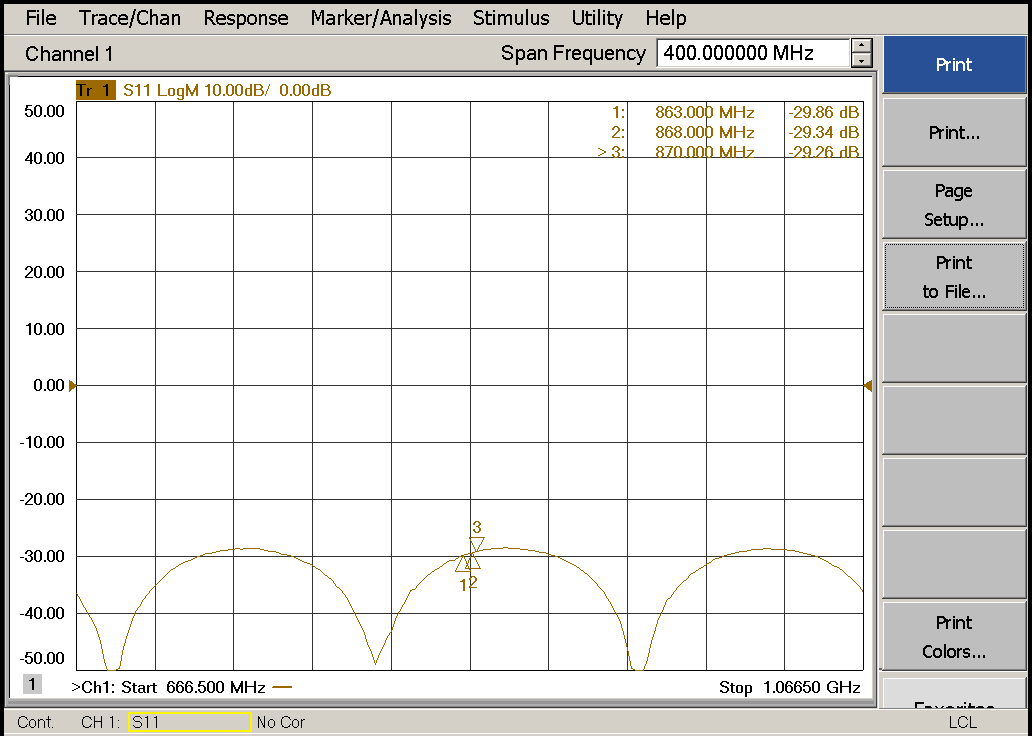 File Trace/Chan Response Marker/Analysis Stimulus Utility Help
Channel 1 Span Frequency 400.000000 MHz
Print
Print...
Page
Setup...
Print
to File...
Print
Colors...
Favorites
Tr 1 S11 LogM 10.00dB/ 0.00dB
50.00
40.00
30.00
20.00
10.00
0.00
-10.00
-20.00
-30.00
-40.00
-50.00
1: 863.000 MHz -29.86 dB
2: 868.000 MHz -29.34 dB
> 3: 870.000 MHz -29.26 dB
3
1 2
1 >Ch1: Start 666.500 MHz Stop 1.06650 GHz
Cont. CH 1: S11 No Cor LCL